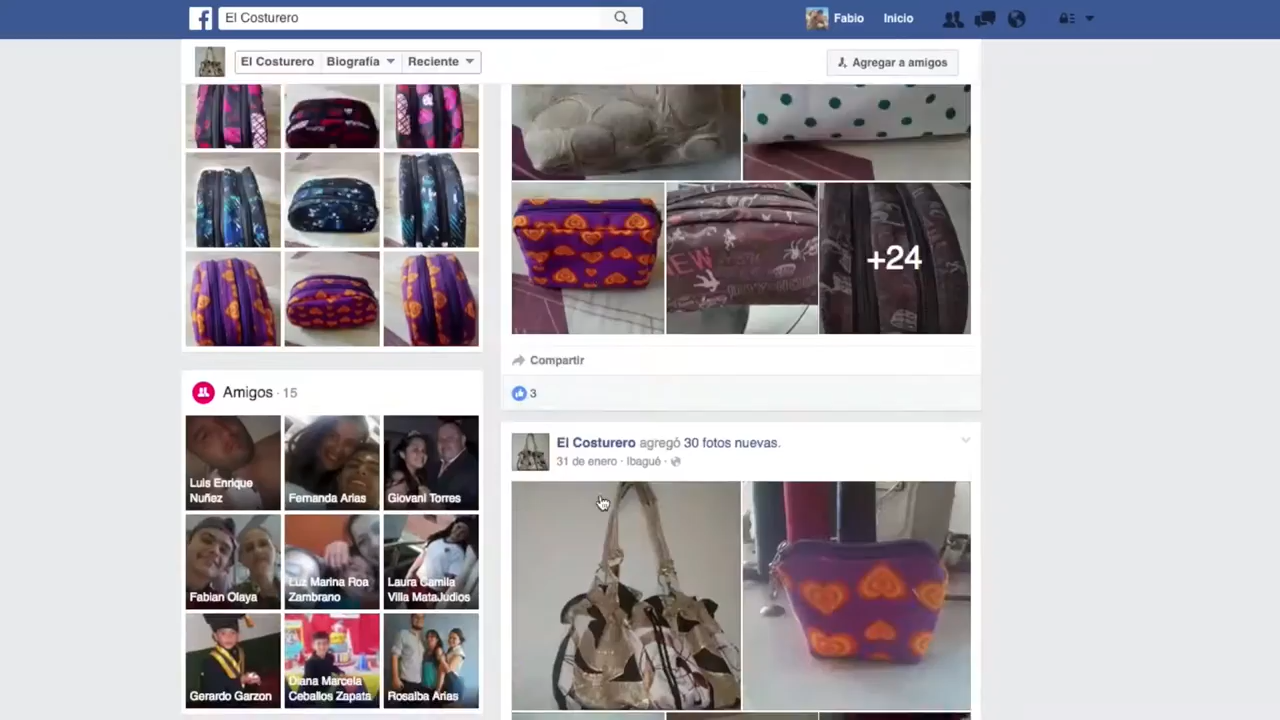 El Costurero
Fabio
Inicio
El Costurero
Biografía
Reciente
Agregar a amigos
EW
+24
Compartir
3
Amigos · 15
Luis Enrique
Nuñez
Fernanda Arias
Giovani Torres
Fabian Olaya
Luz Marina Roa
Zambrano
Laura Camila
Villa MataJudios
Gerardo Garzon
Diana Marcela
Ceballos Zapata
Rosalba Arias
El Costurero agregó 30 fotos nuevas.
31 de enero · Ibagué ·